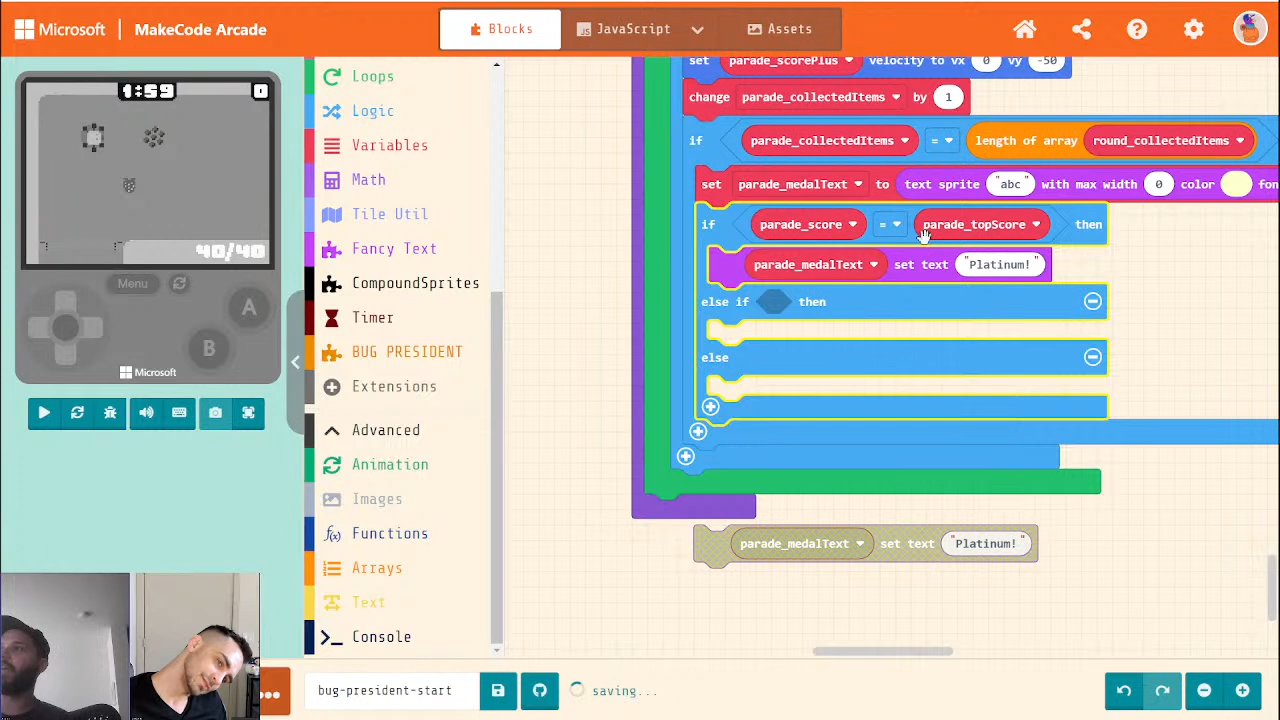 Microsoft MakeCode Arcade Blocks JavaScript Assets
1:59 0
40/40
Menu
A
B
Microsoft
Loops
Logic
Variables
Math
Tile Util
Fancy Text
CompoundSprites
Timer
BUG PRESIDENT
Extensions
Advanced
Animation
Images
Functions
Arrays
Text
Console
set parade_scorePlus velocity to vx 0 vy -50
change parade_collectedItems by 1
if parade_collectedItems = length of array round_collectedItems
set parade_medalText to text sprite "abc" with max width 0 color fon
if parade_score = parade_topScore then
parade_medalText set text "Platinum!"
else if then
else
parade_medalText set text "Platinum!"
bug-president-start saving...